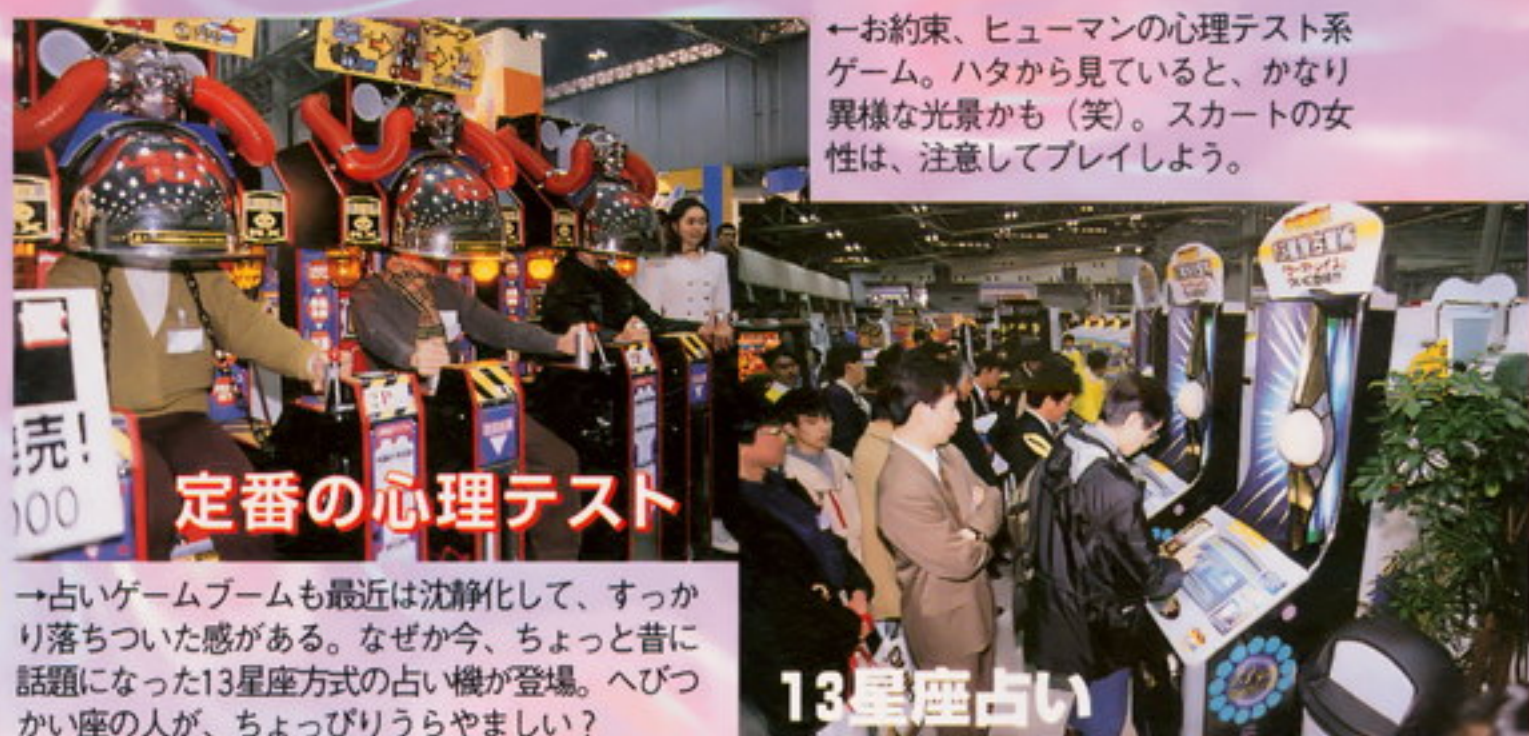 ←お約束、ヒューマンの心理テスト系
ゲーム。ハタから見ていると、かなり
異様な光景かも（笑）。スカートの女
性は、注意してプレイしよう。
売!
000
定番の心理テスト
→占いゲームブームも最近は沈静化して、すっか
り落ちついた感がある。なぜか今、ちょっと昔に
話題になった13星座方式の占い機が登場。へびつ
かい座の人が、ちょっぴりうらやましい？
13星座占い